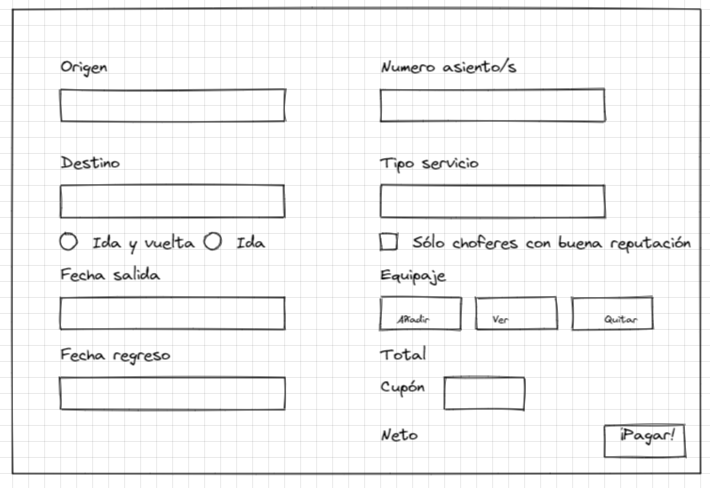 Origen
Numero asiento/s
Destino
Tipo servicio
Ida y vuelta
Ida
Sólo choferes con buena reputación
Fecha salida
Equipaje
Añadir
Ver
Quitar
Fecha regreso
Total
Cupón
Neto
¡Pagar!